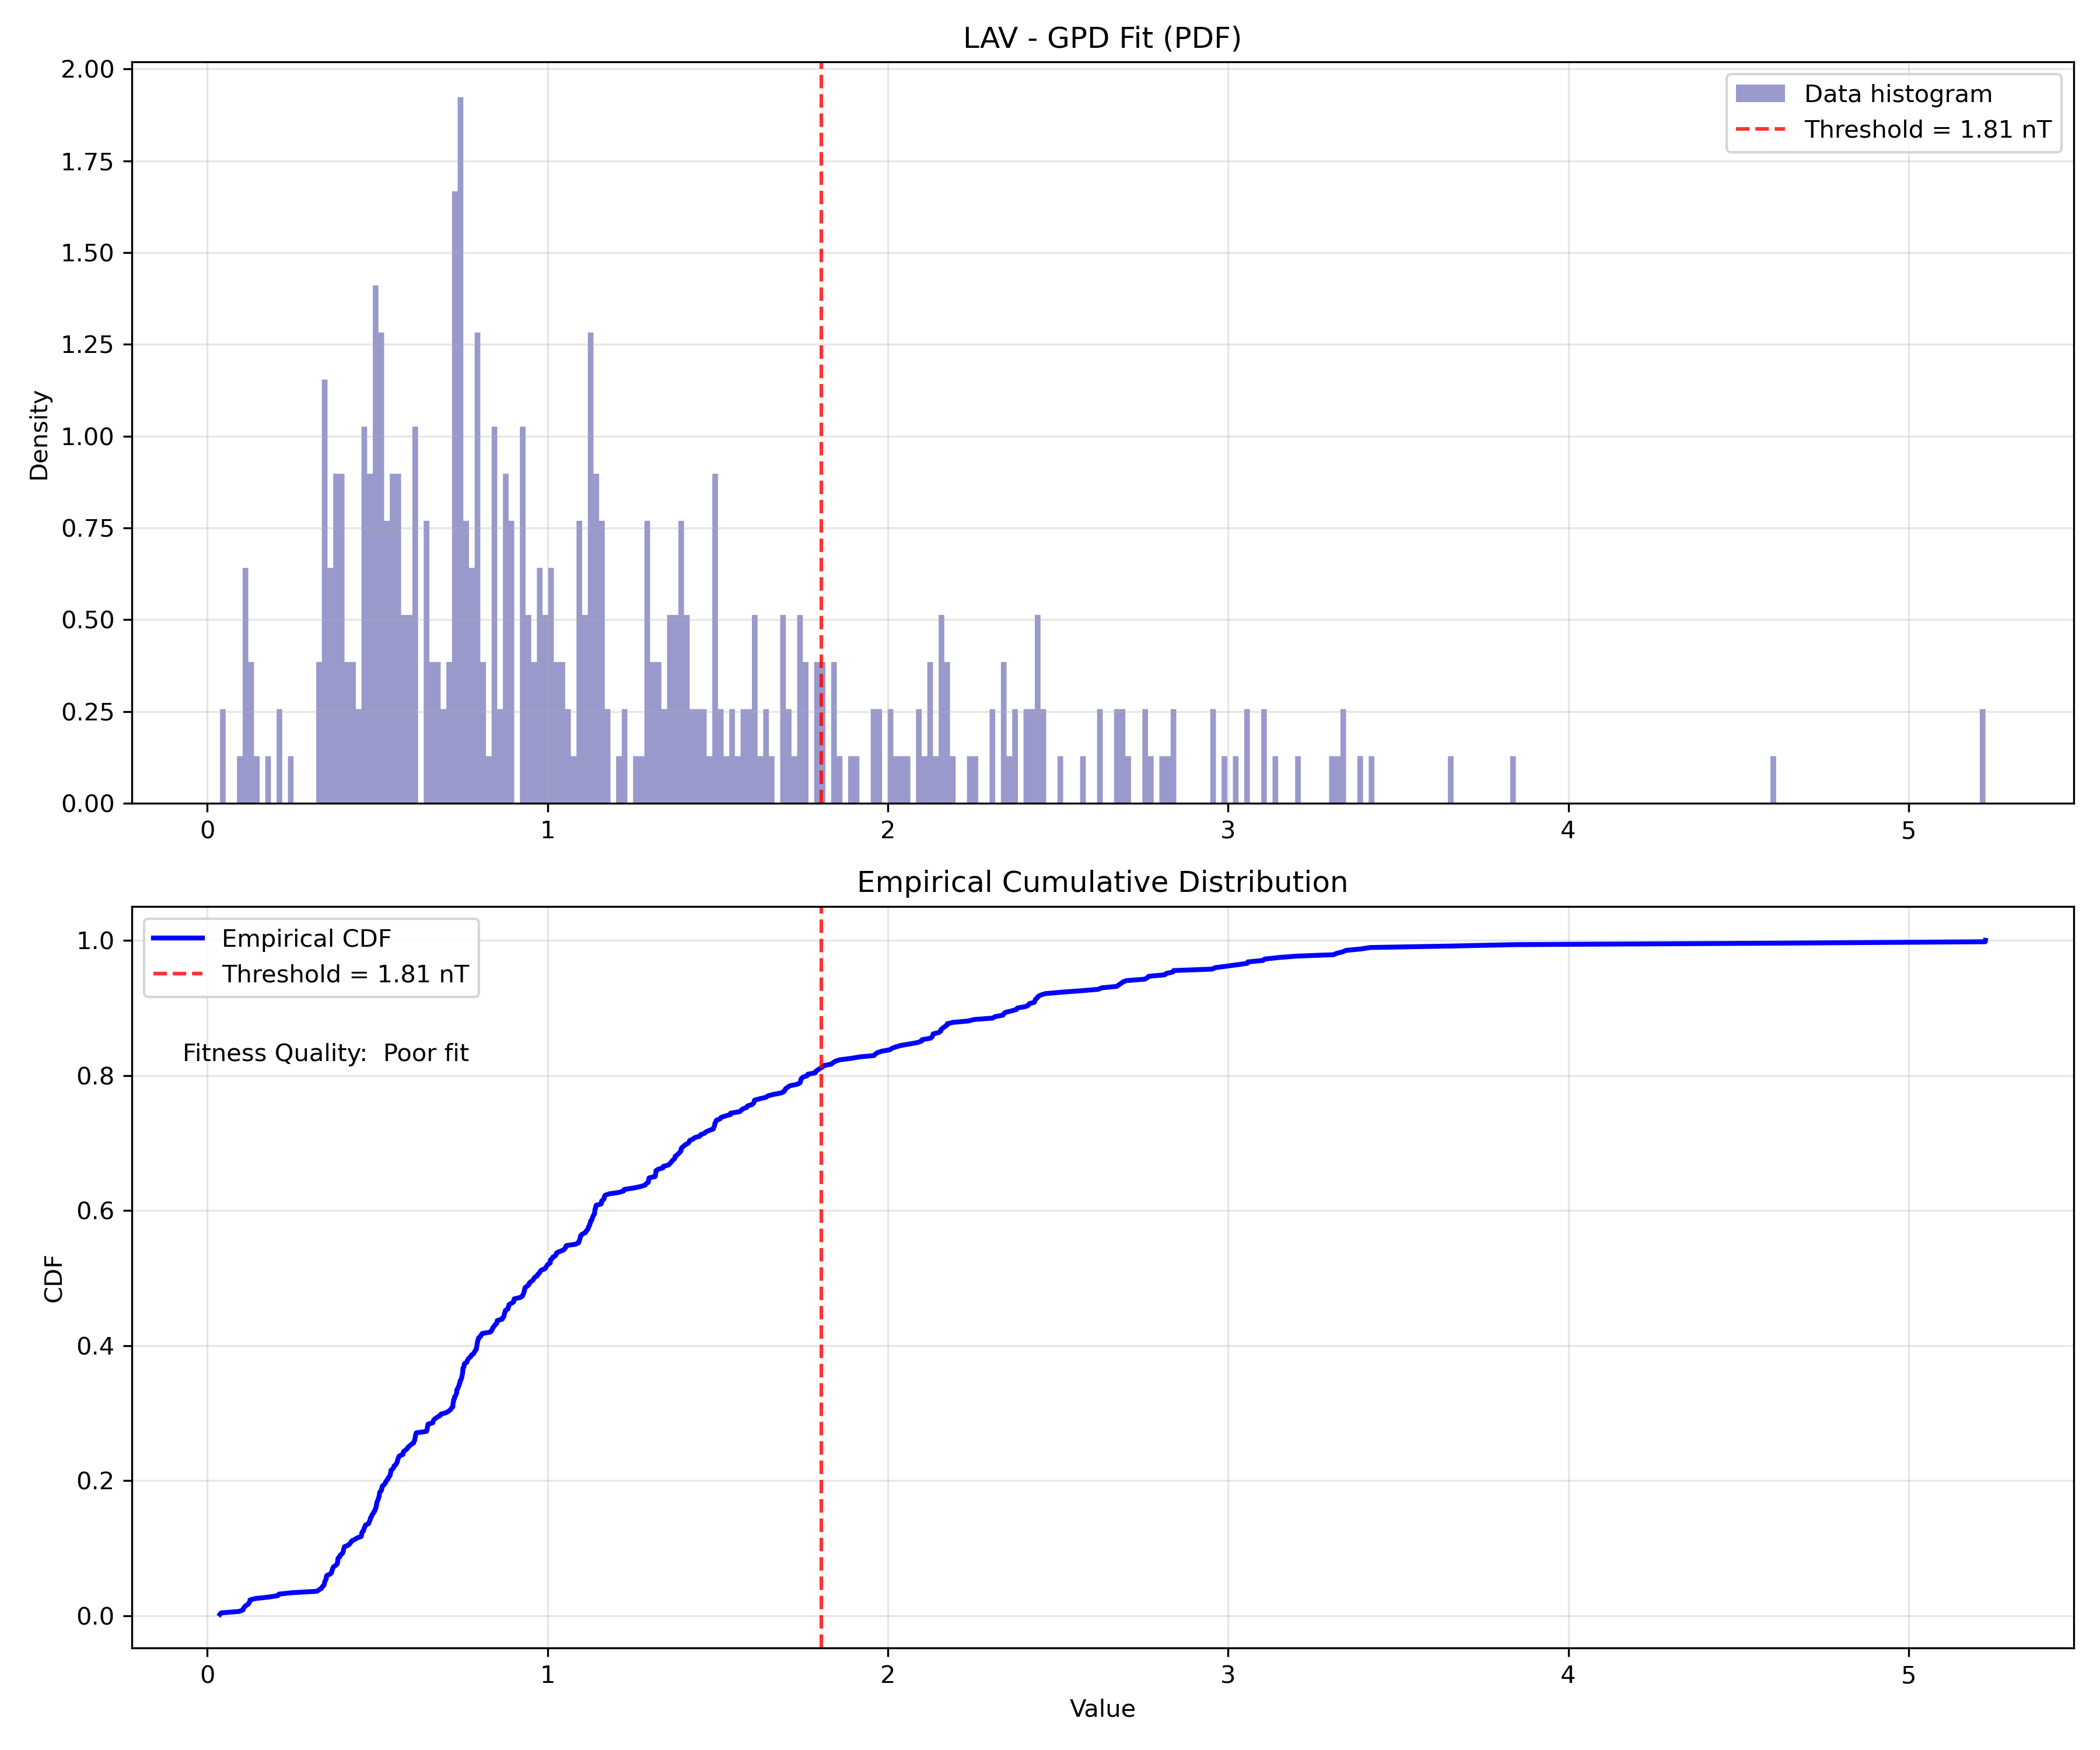 LAV - GPD Fit (PDF)
2.00
1.75
1.50
1.25
1.00
0.75
0.50
0.25
0.00
Density
Data histogram
Threshold = 1.81 nT
0 1 2 3 4 5
Empirical Cumulative Distribution
1.0
0.8
0.6
0.4
0.2
0.0
CDF
Empirical CDF
Threshold = 1.81 nT
Fitness Quality:  Poor fit
0 1 2 3 4 5
Value